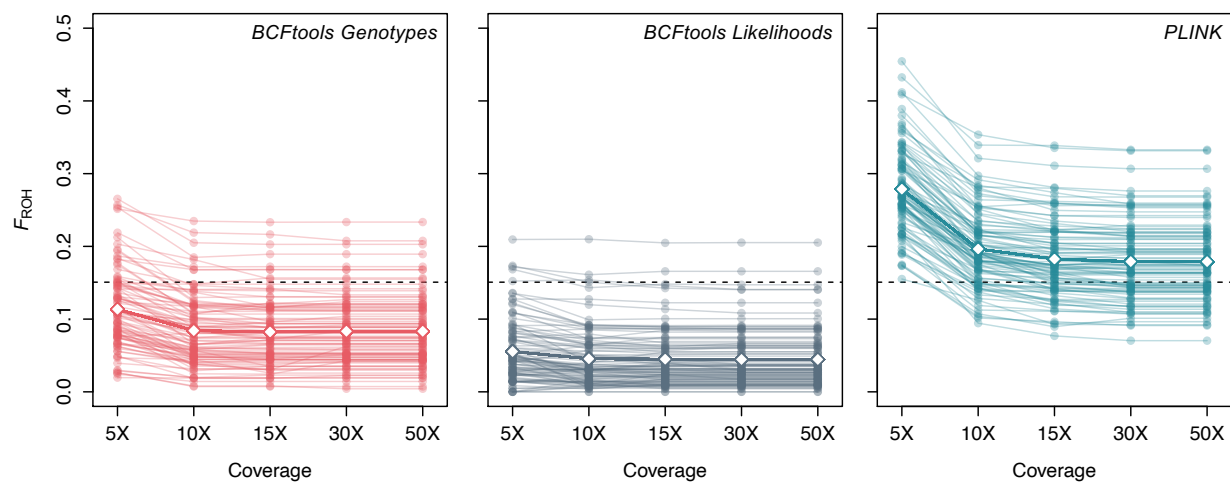 BCFtools Genotypes
BCFtools Likelihoods
PLINK
F_ROH
0.5
0.4
0.3
0.2
0.1
0.0
5X 10X 15X 30X 50X
5X 10X 15X 30X 50X
5X 10X 15X 30X 50X
Coverage
Coverage
Coverage